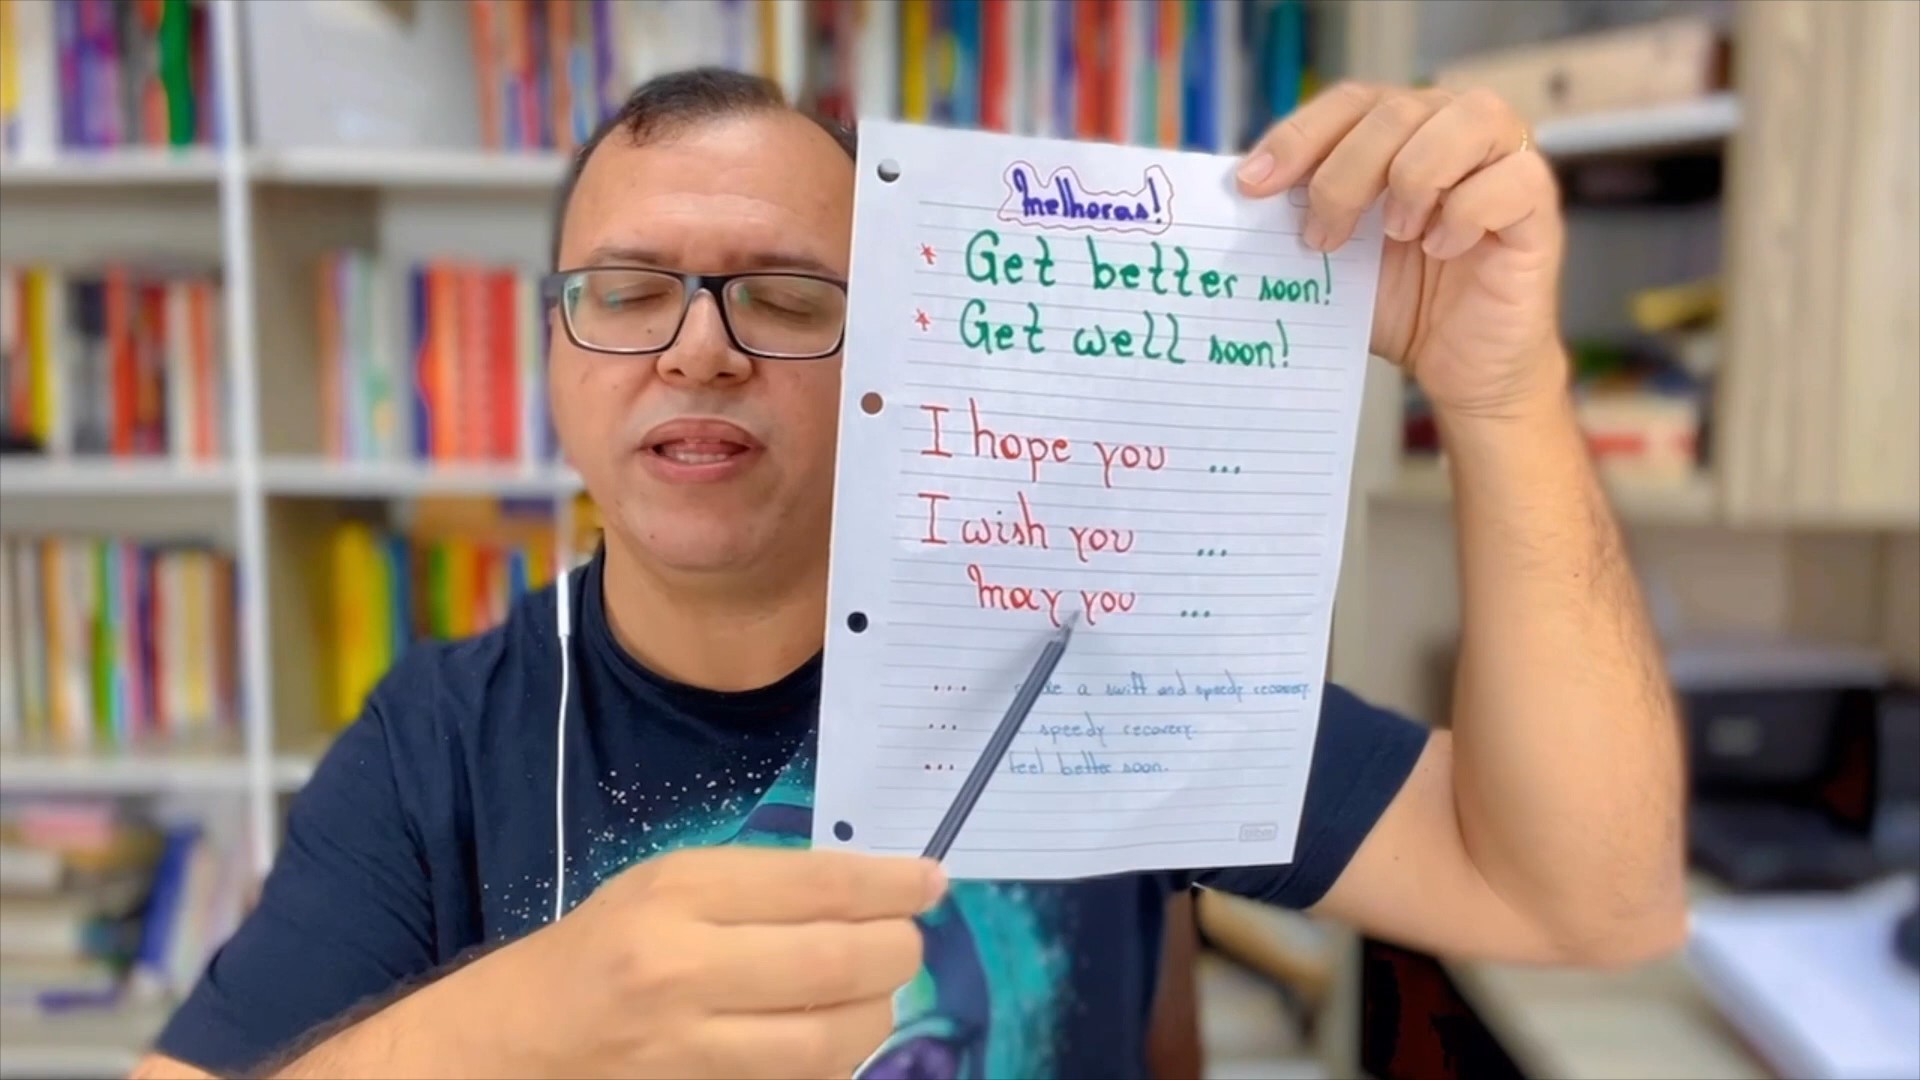 Melhoras!
* Get better soon!
* Get well soon!
I hope you ...
I wish you ...
May you ...
... a swift and speedy recovery.
... speedy recovery.
... feel better soon.